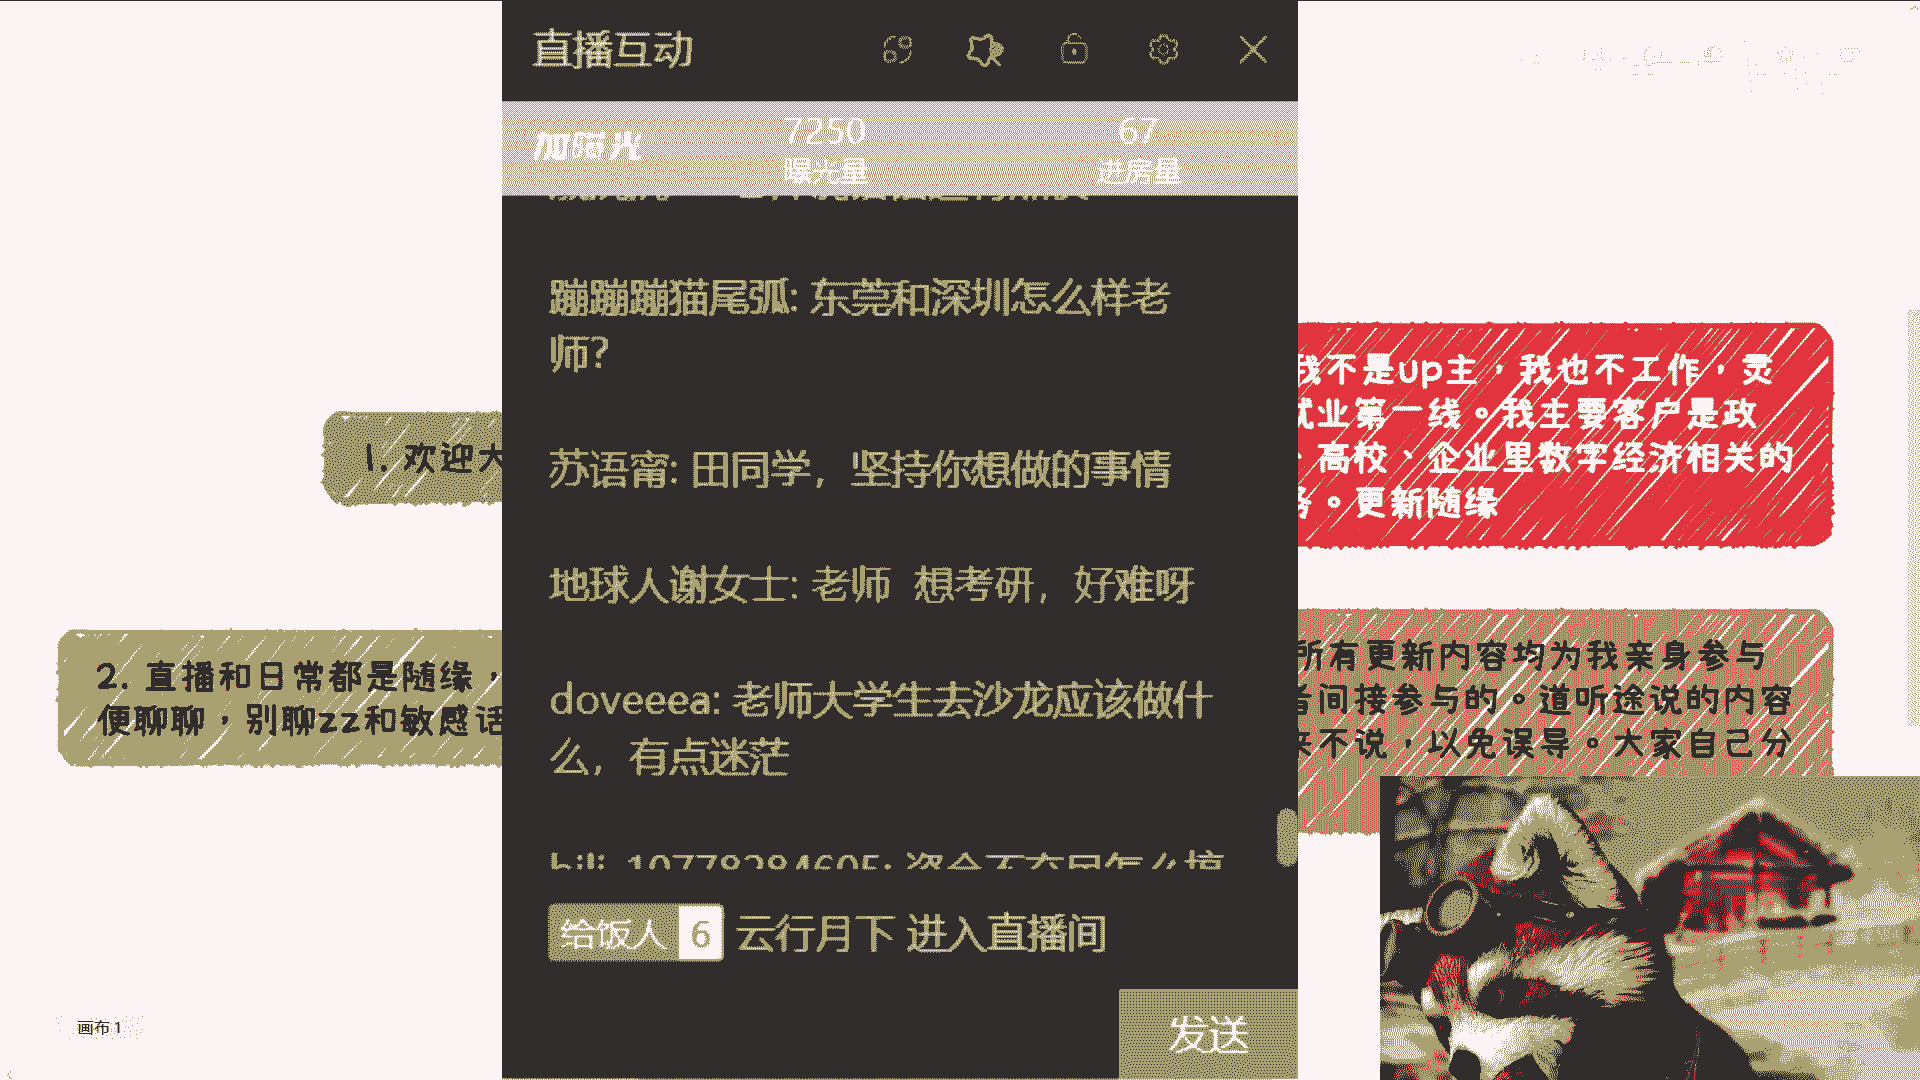 直播互动
加曝光
7250
67
曝光量
进房量
蹦蹦蹦猫尾弧: 东莞和深圳怎么样老
师?
苏语甯: 田同学，坚持你想做的事情
地球人谢女士: 老师 想考研，好难呀
doveeea: 老师大学生去沙龙应该做什
么，有点迷茫
给饭人 6 云行月下 进入直播间
发送
1. 欢迎大
2. 直播和日常都是随缘，
便聊聊，别聊zz和敏感话
我不是up主，我也不工作，灵
就业第一线。我主要客户是政
、高校、企业里数字经济相关的
务。更新随缘
所有更新内容均为我亲身参与
者间接参与的。道听途说的内容
来不说，以免误导。大家自己分
画布 1